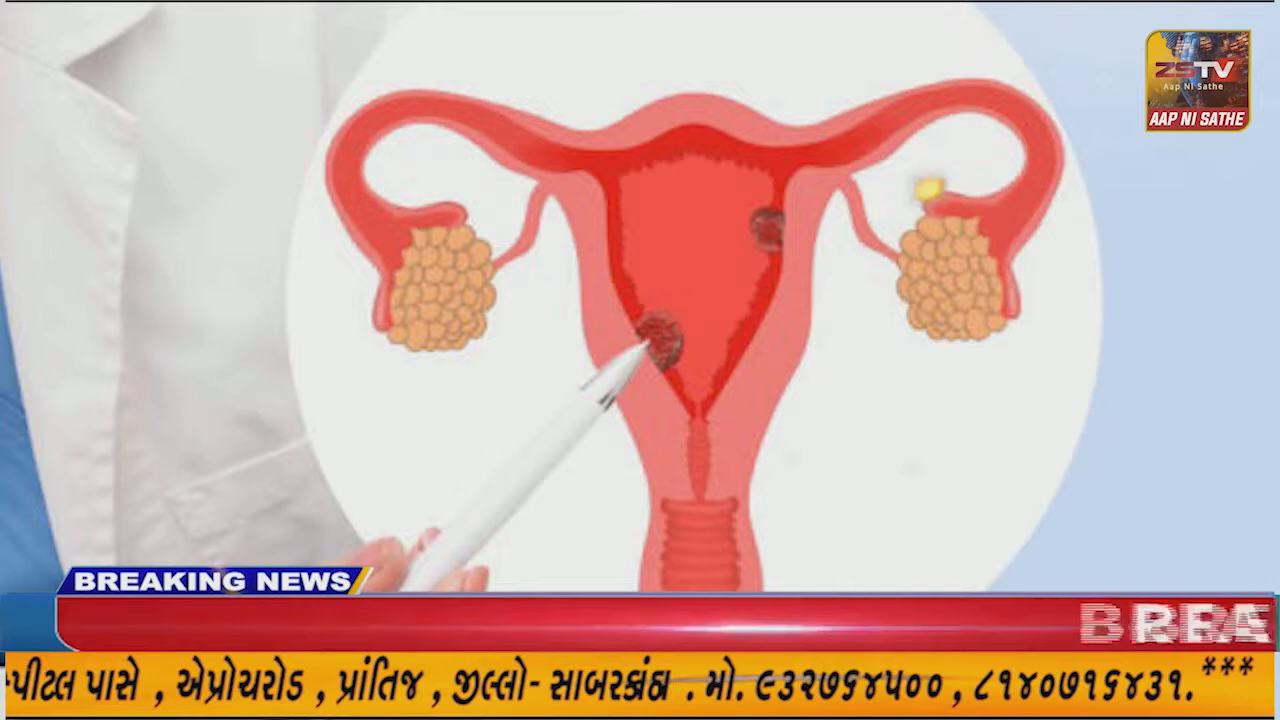 ZSTV
Aap Ni Sathe
AAP NI SATHE
BREAKING NEWS
પીટલ પાસે , એપ્રોચરોડ , પ્રાંતિજ , જીલ્લો- સાબરકાંઠા . મો. ૯૩૨૭૬૪૫૦૦ , ૮૧૪૦૭૧૬૪૩૧. ***